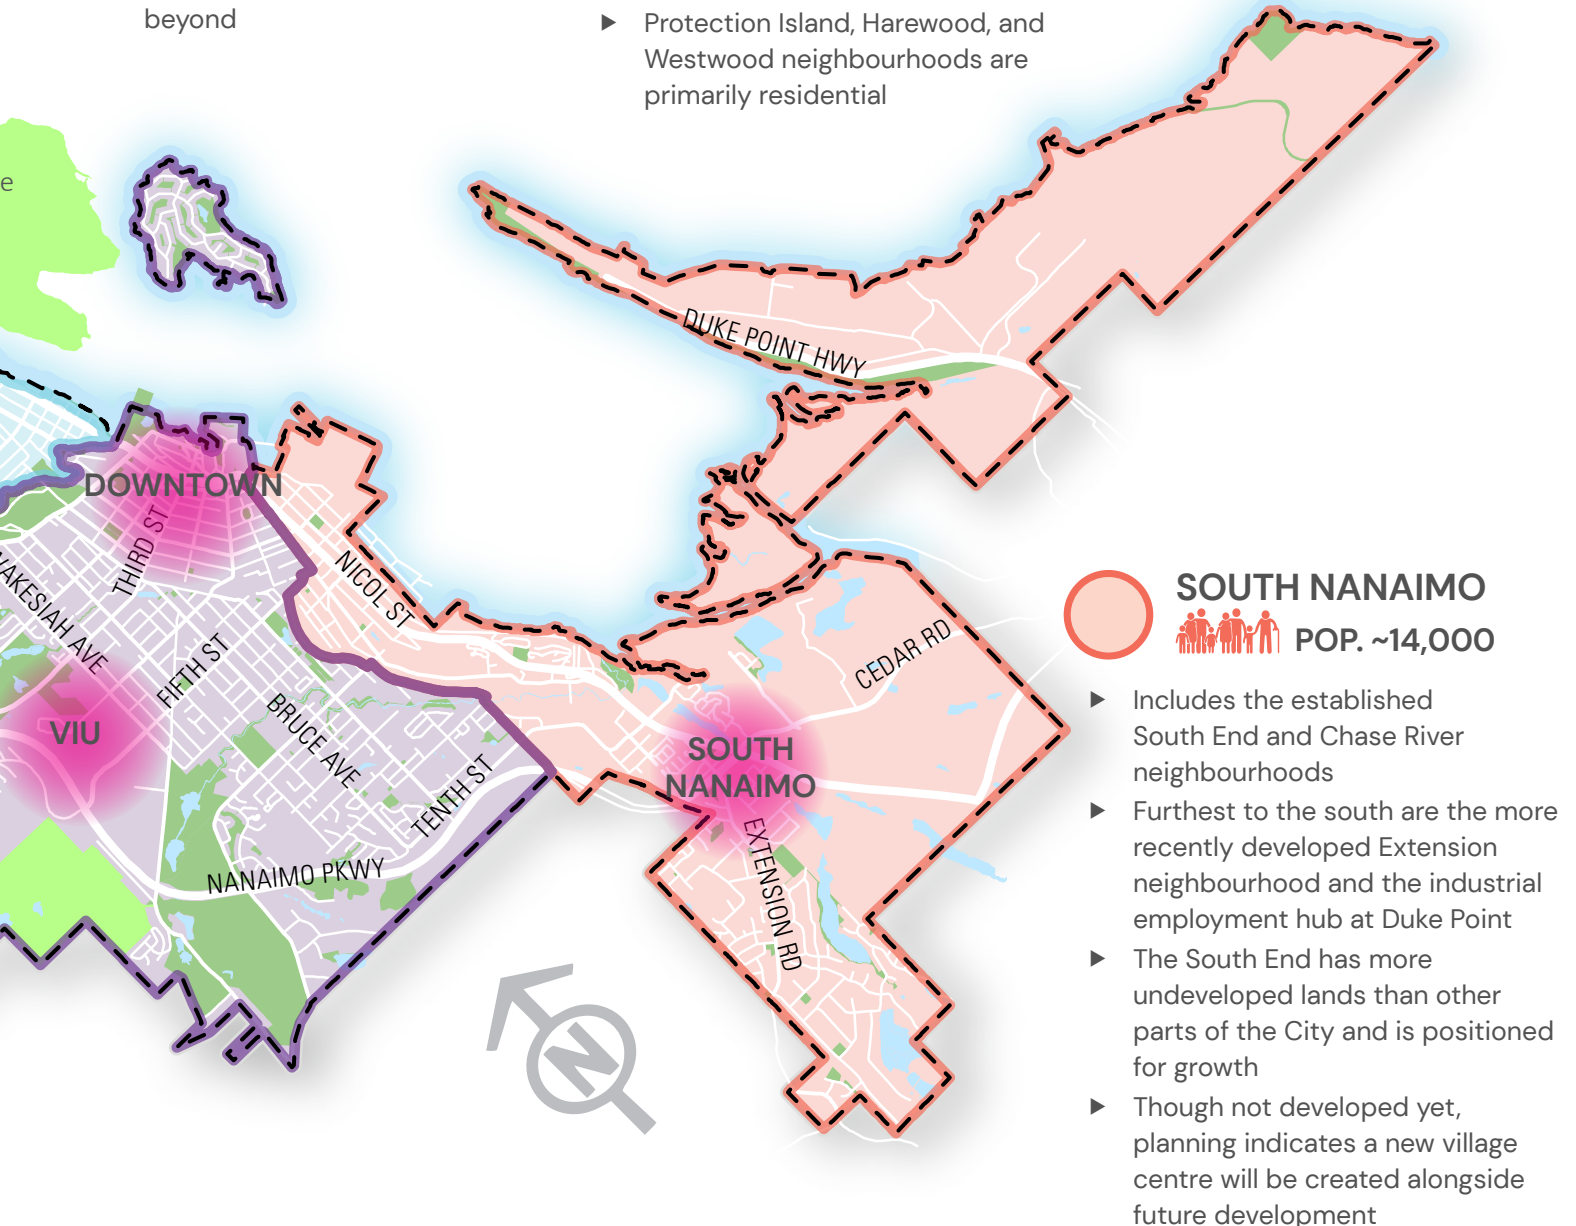 beyond
▶ Protection Island, Harewood, and
Westwood neighbourhoods are
primarily residential
e
DUKE POINT HWY
DOWNTOWN
THIRD ST
WAKESIAH AVE
NICOL ST
FIFTH ST
VIU
BRUCE AVE
TENTH ST
NANAIMO PKWY
CEDAR RD
SOUTH
NANAIMO
EXTENSION RD
N
SOUTH NANAIMO
POP. ~14,000
▶ Includes the established
South End and Chase River
neighbourhoods
▶ Furthest to the south are the more
recently developed Extension
neighbourhood and the industrial
employment hub at Duke Point
▶ The South End has more
undeveloped lands than other
parts of the City and is positioned
for growth
▶ Though not developed yet,
planning indicates a new village
centre will be created alongside
future development